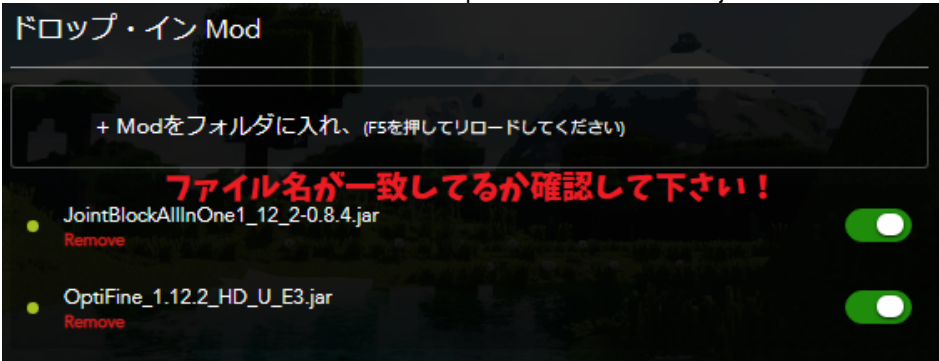 ドロップ・イン Mod
+ Modをフォルダに入れ、(F5を押してリロードしてください)
ファイル名が一致してるか確認して下さい！
JointBlockAllInOne1_12_2-0.8.4.jar
Remove
OptiFine_1.12.2_HD_U_E3.jar
Remove